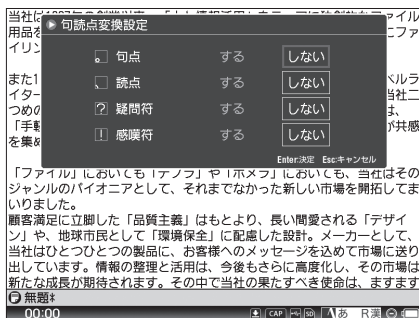 当社
用品を
イリン
句読点変換設定
句点 する しない
読点 する しない
疑問符 する しない
感嘆符 する しない
Enter:決定 Esc:キャンセル
また1
イター
つめの
「手軽
を集め
ァイル
にファ
ベルラ
当社二
は、
が共感
「ファイル」においても「テプラ」や「ポメラ」においても、当社はその
ジャンルのパイオニアとして、それまでなかった新しい市場を開拓してま
いりました。
顧客満足に立脚した「品質主義」はもとより、長い間愛される「デザイ
ン」や、地球市民として「環境保全」に配慮した設計。メーカーとして、
当社はひとつひとつの製品に、お客様へのメッセージを込めて市場に送り
出しています。情報の整理と活用は、今後もさらに高度化し、その市場は
新たな成長が期待されます。その中で当社の果たすべき使命は、ますます
無題*
00:00 CAP SD あ R漢